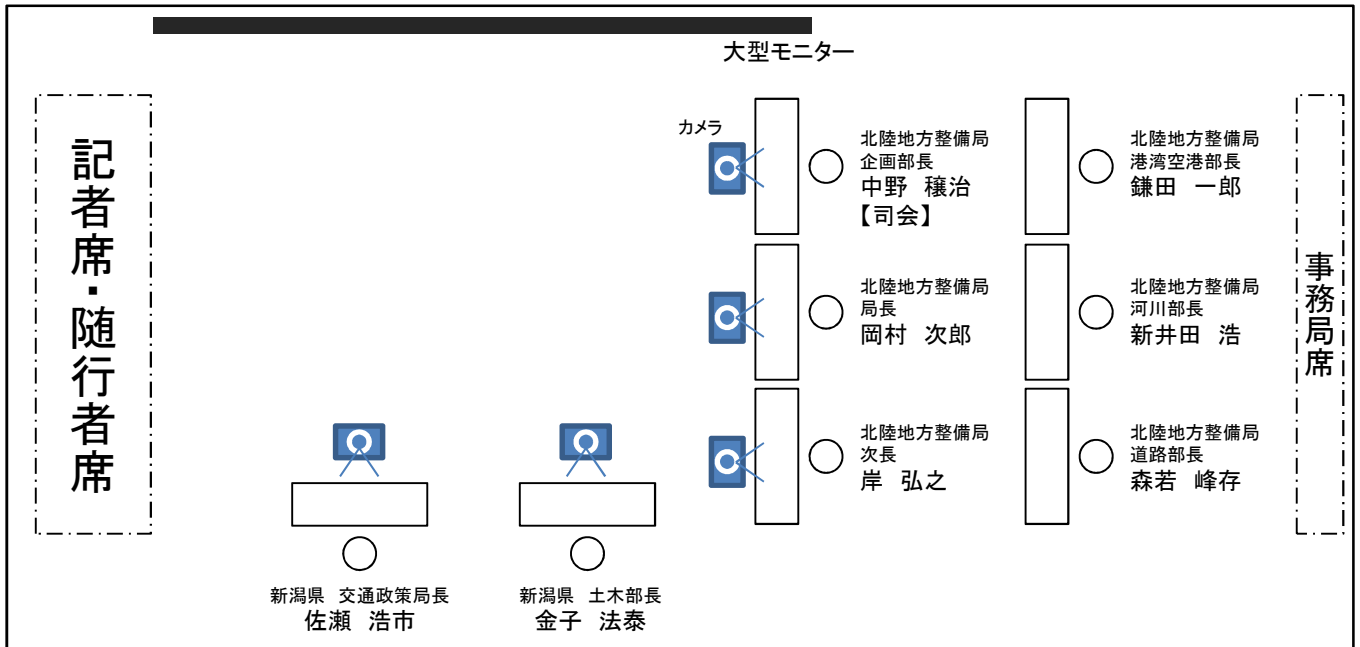 大型モニター
カメラ
記者席・随行者席
北陸地方整備局
企画部長
中野　穣治
【司会】
北陸地方整備局
港湾空港部長
鎌田　一郎
北陸地方整備局
局長
岡村　次郎
北陸地方整備局
河川部長
新井田　浩
事務局席
北陸地方整備局
次長
岸　弘之
北陸地方整備局
道路部長
森若　峰存
新潟県　交通政策局長
佐瀬　浩市
新潟県　土木部長
金子　法泰